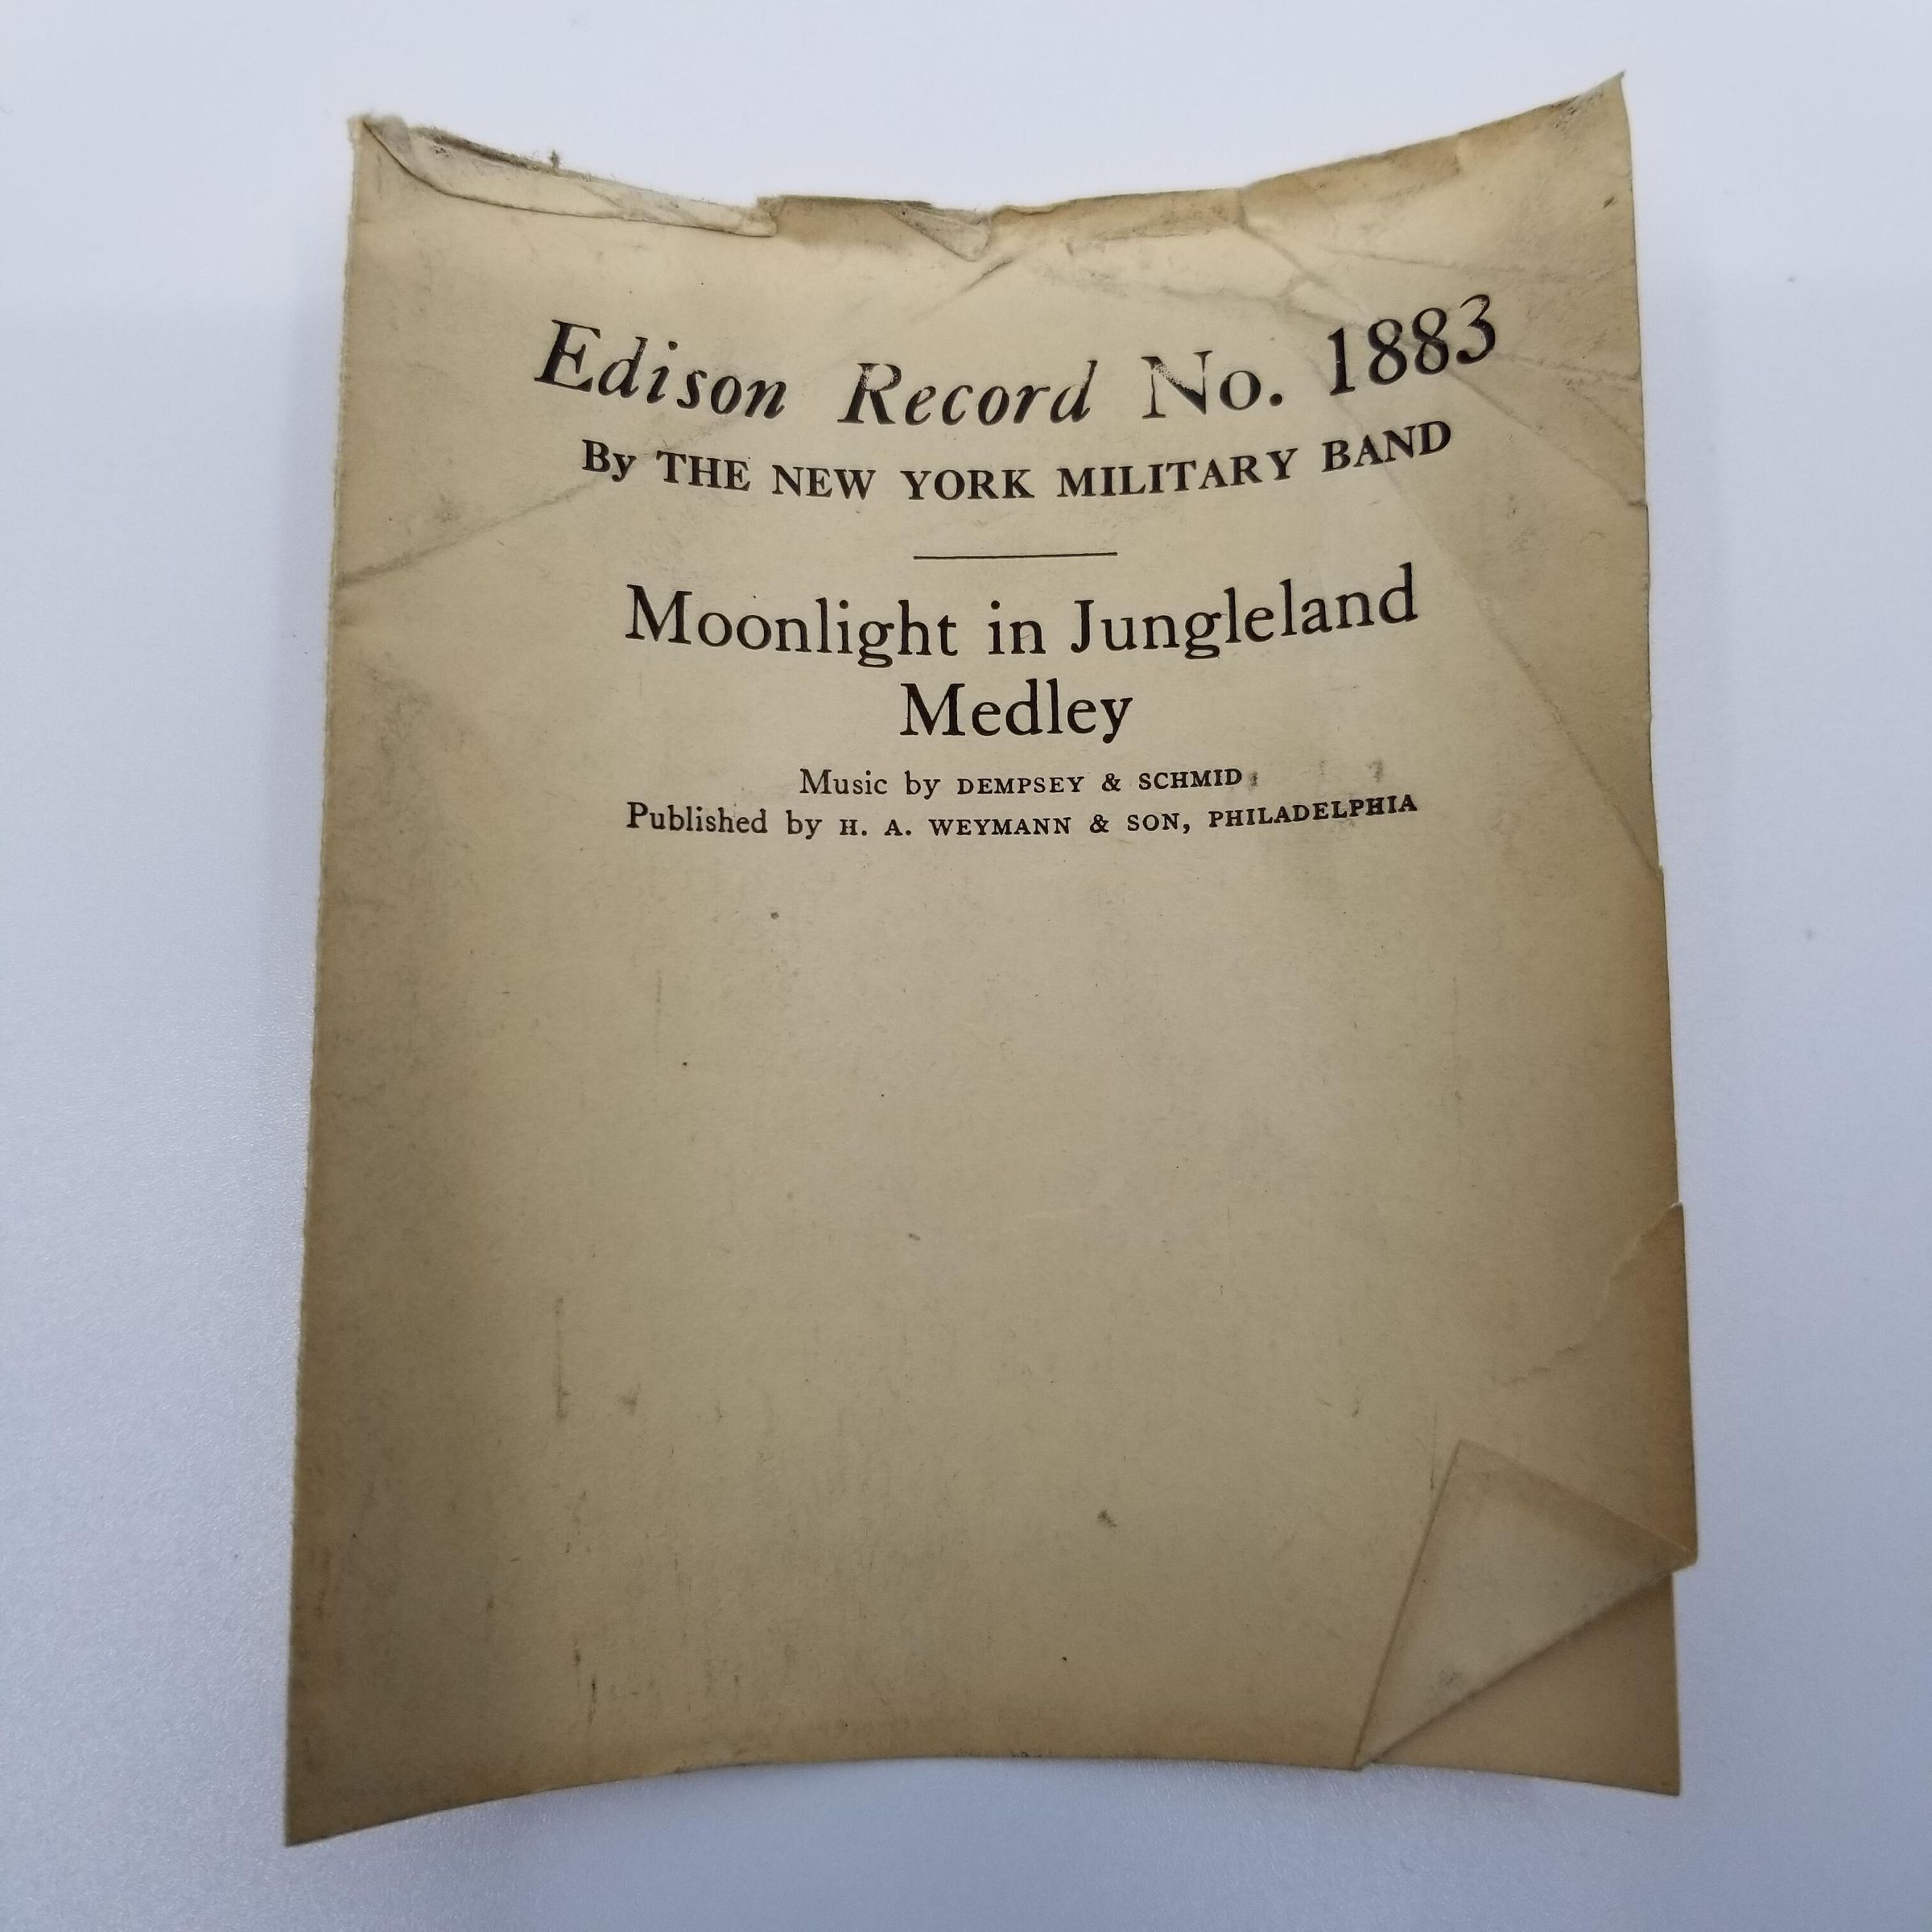 Edison Record No. 1883
By THE NEW YORK MILITARY BAND
Moonlight in Jungleland
Medley
Music by DEMPSEY & SCHMID
Published by H. A. WEYMANN & SON, PHILADELPHIA